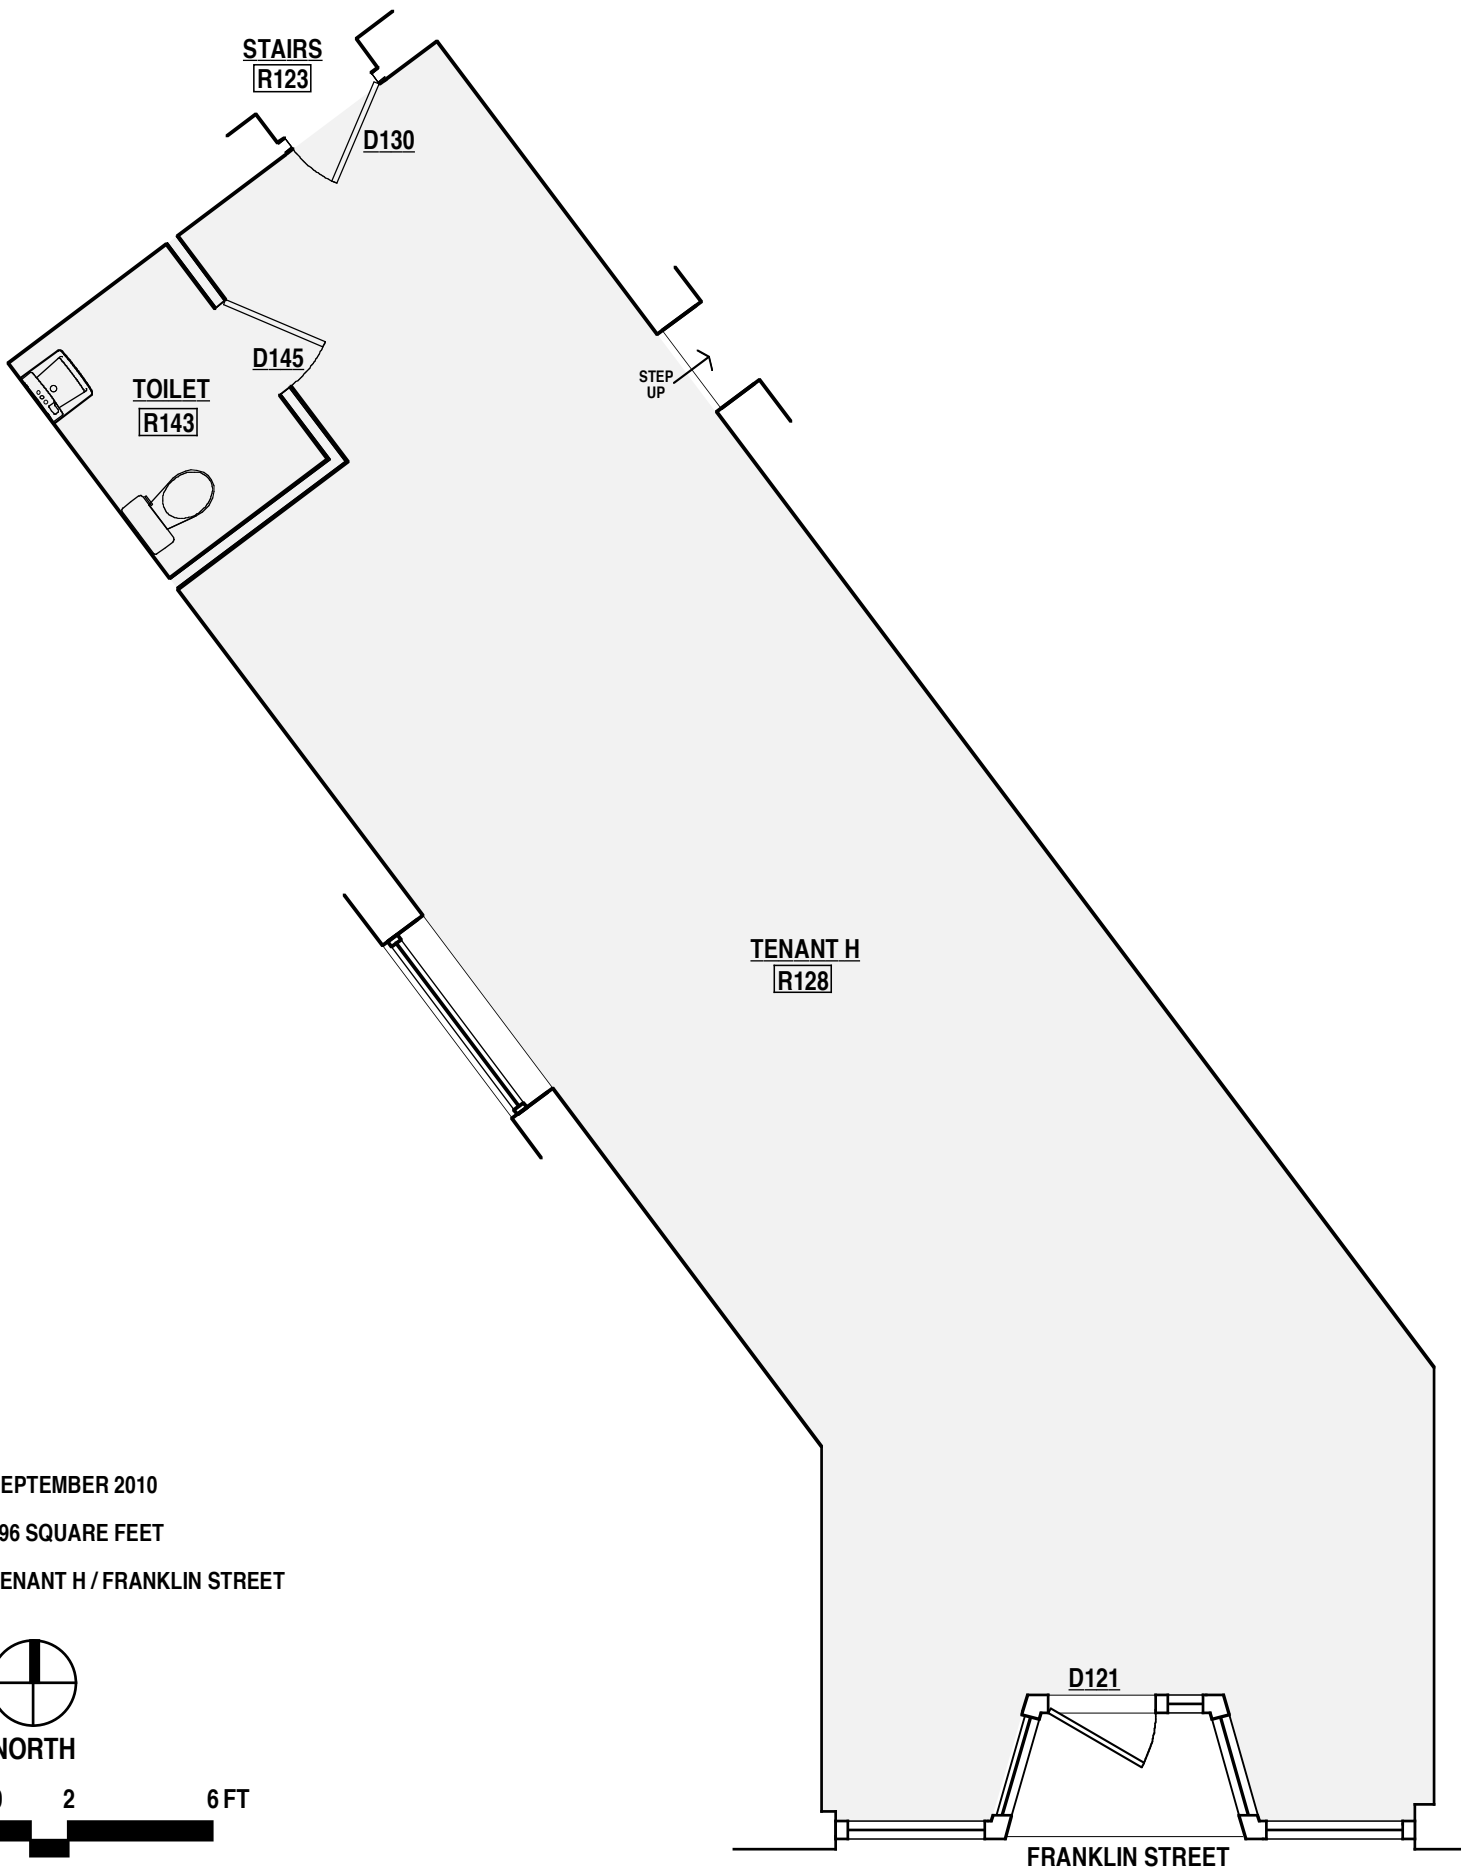 STAIRS
R123
D130
D145
TOILET
R143
STEP
UP
TENANT H
R128
EPTEMBER 2010
96 SQUARE FEET
ENANT H / FRANKLIN STREET
NORTH
2 6 FT
D121
FRANKLIN STREET